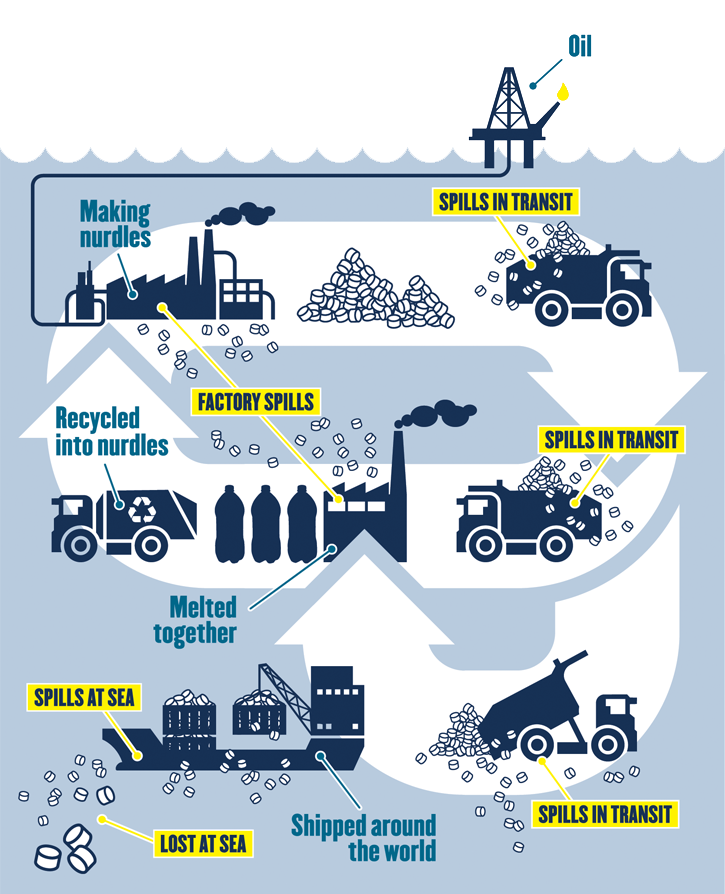 Oil
Making
nurdles
SPILLS IN TRANSIT
FACTORY SPILLS
Recycled
into nurdles
SPILLS IN TRANSIT
Melted
together
SPILLS AT SEA
SPILLS IN TRANSIT
Shipped around
the world
LOST AT SEA